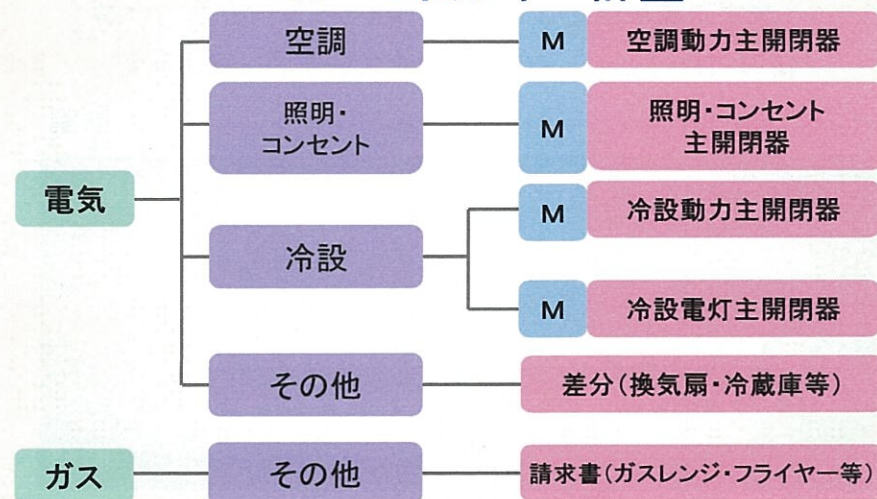 空調
M
空調動力主開閉器
照明・
コンセント
M
照明・コンセント
主開閉器
電気
M
冷設動力主開閉器
冷設
M
冷設電灯主開閉器
その他
差分(換気扇・冷蔵庫等)
ガス
その他
請求書(ガスレンジ・フライヤー等)